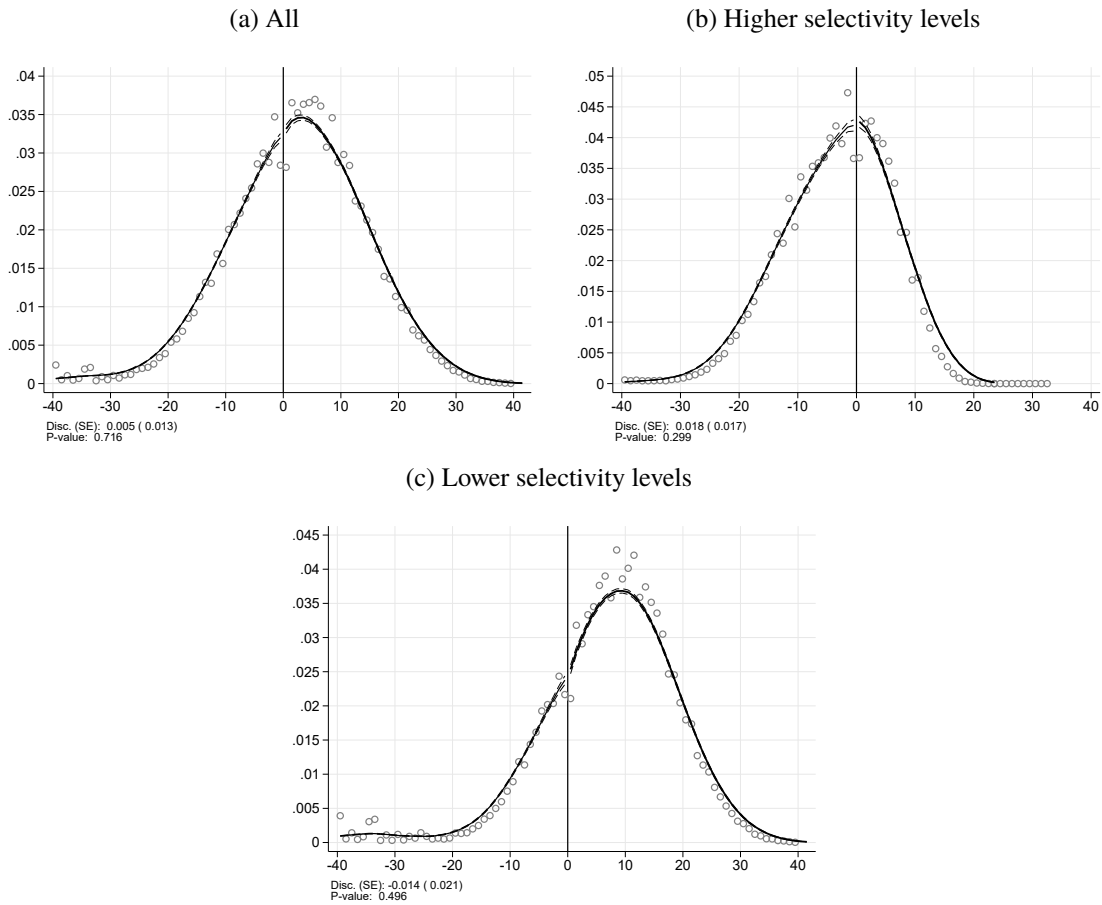 (a) All
.04
.035
.03
.025
.02
.015
.01
.005
0
-40 -30 -20 -10 0 10 20 30 40
Disc. (SE): 0.005 ( 0.013)
P-value: 0.716
(b) Higher selectivity levels
.05
.045
.04
.035
.03
.025
.02
.015
.01
.005
0
-40 -30 -20 -10 0 10 20 30 40
Disc. (SE): 0.018 ( 0.017)
P-value: 0.299
(c) Lower selectivity levels
.045
.04
.035
.03
.025
.02
.015
.01
.005
0
-40 -30 -20 -10 0 10 20 30 40
Disc. (SE): -0.014 ( 0.021)
P-value: 0.496